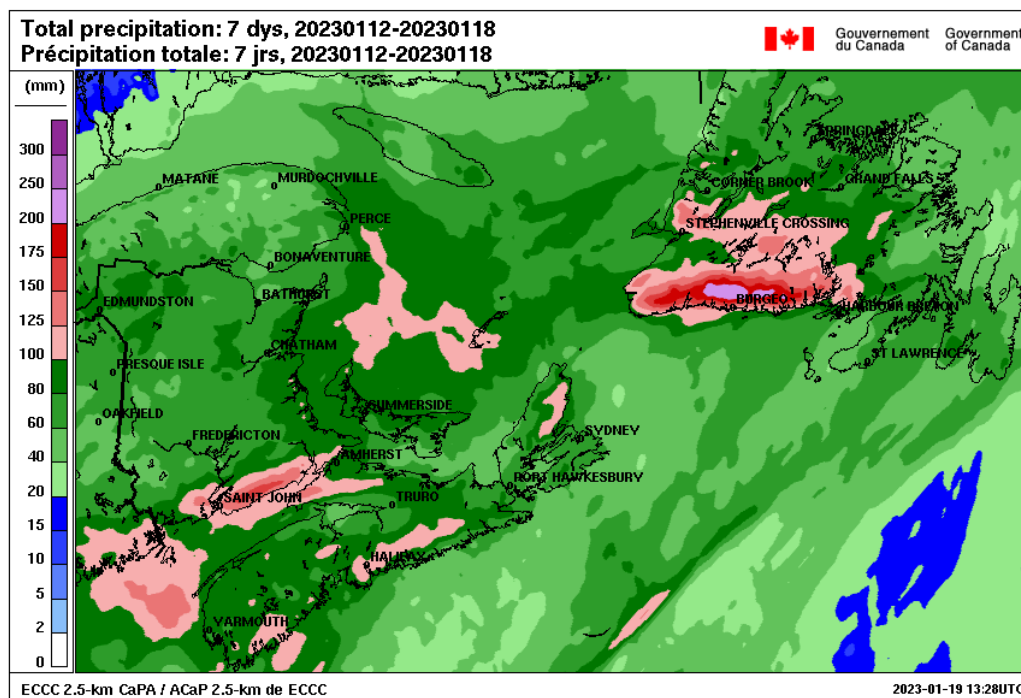 Total precipitation: 7 dys, 20230112-20230118
Précipitation totale: 7 jrs, 20230112-20230118
Gouvernement du Canada
Government of Canada
(mm)
300
250
200
175
150
125
100
80
60
40
20
15
10
5
2
0
SPRINGDALE
MATANE
MURDOCHVILLE
CORNER BROOK
GRAND FALLS
PERCE
STEPHENVILLE CROSSING
BONAVENTURE
EDMUNDSTON
BATHURST
BURGEO
HARBOUR BRETON
CHATHAM
PRESQUE ISLE
ST LAWRENCE
OAKFIELD
SUMMERSIDE
FREDERICTON
SYDNEY
AMHERST
PORT HAWKESBURY
SAINT JOHN
TRURO
HALIFAX
YARMOUTH
ECCC 2.5-km CaPA / ACaP 2.5-km de ECCC
2023-01-19 13:28UTC